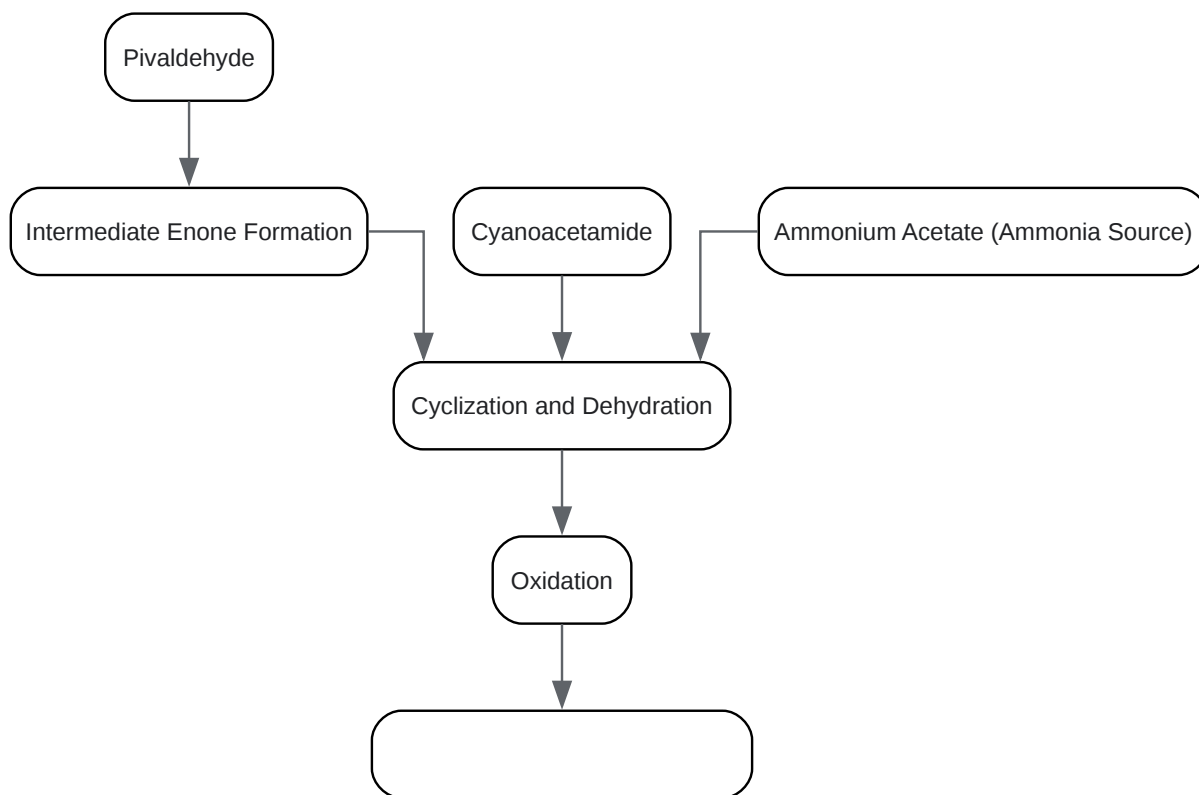 Pivaldehyde
Intermediate Enone Formation
Cyanoacetamide
Ammonium Acetate (Ammonia Source)
Cyclization and Dehydration
Oxidation